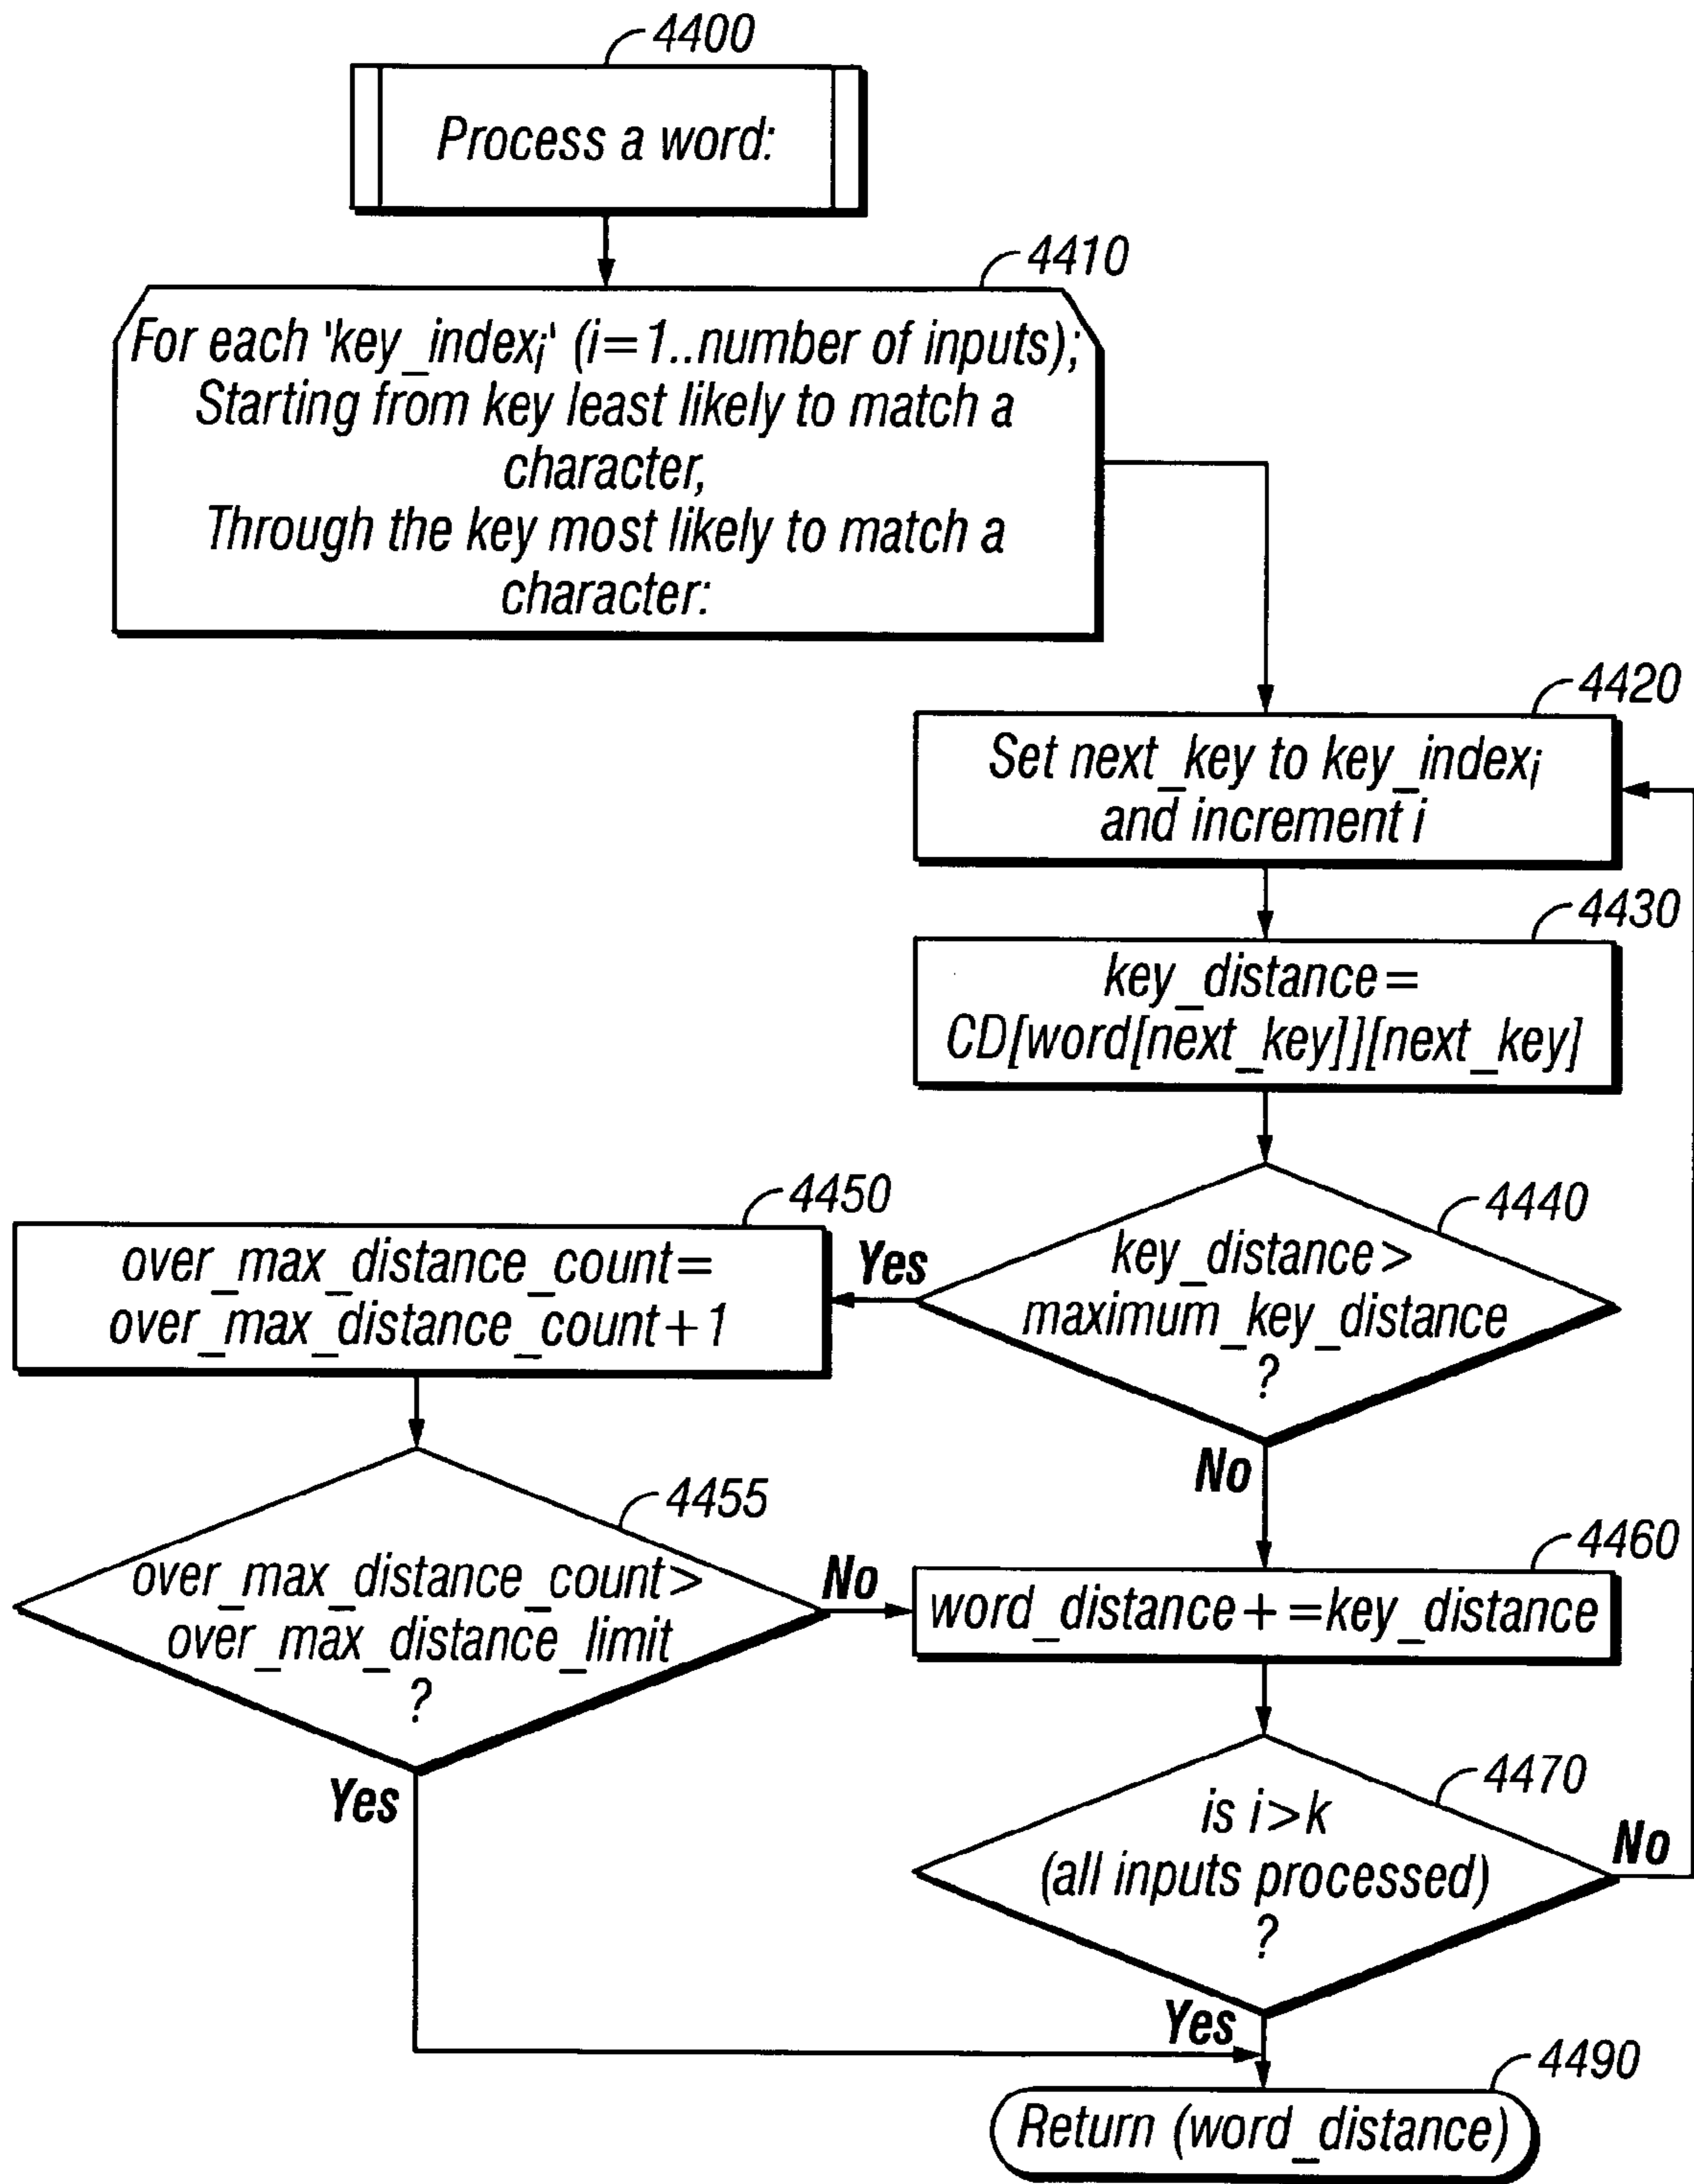 4400
Process a word:
4410
For each 'key_indexi' (i=1..number of inputs);
Starting from key least likely to match a
character,
Through the key most likely to match a
character:
4420
Set next_key to key_indexi
and increment i
4430
key_distance=
CD[word[next_key]][next_key]
4440
key_distance>
maximum_key_distance
?
Yes
No
4450
over_max_distance_count=
over_max_distance_count+1
4455
over_max_distance_count>
over_max_distance_limit
?
No
Yes
4460
word_distance+=key_distance
4470
is i>k
(all inputs processed)
?
No
Yes
4490
Return (word_distance)